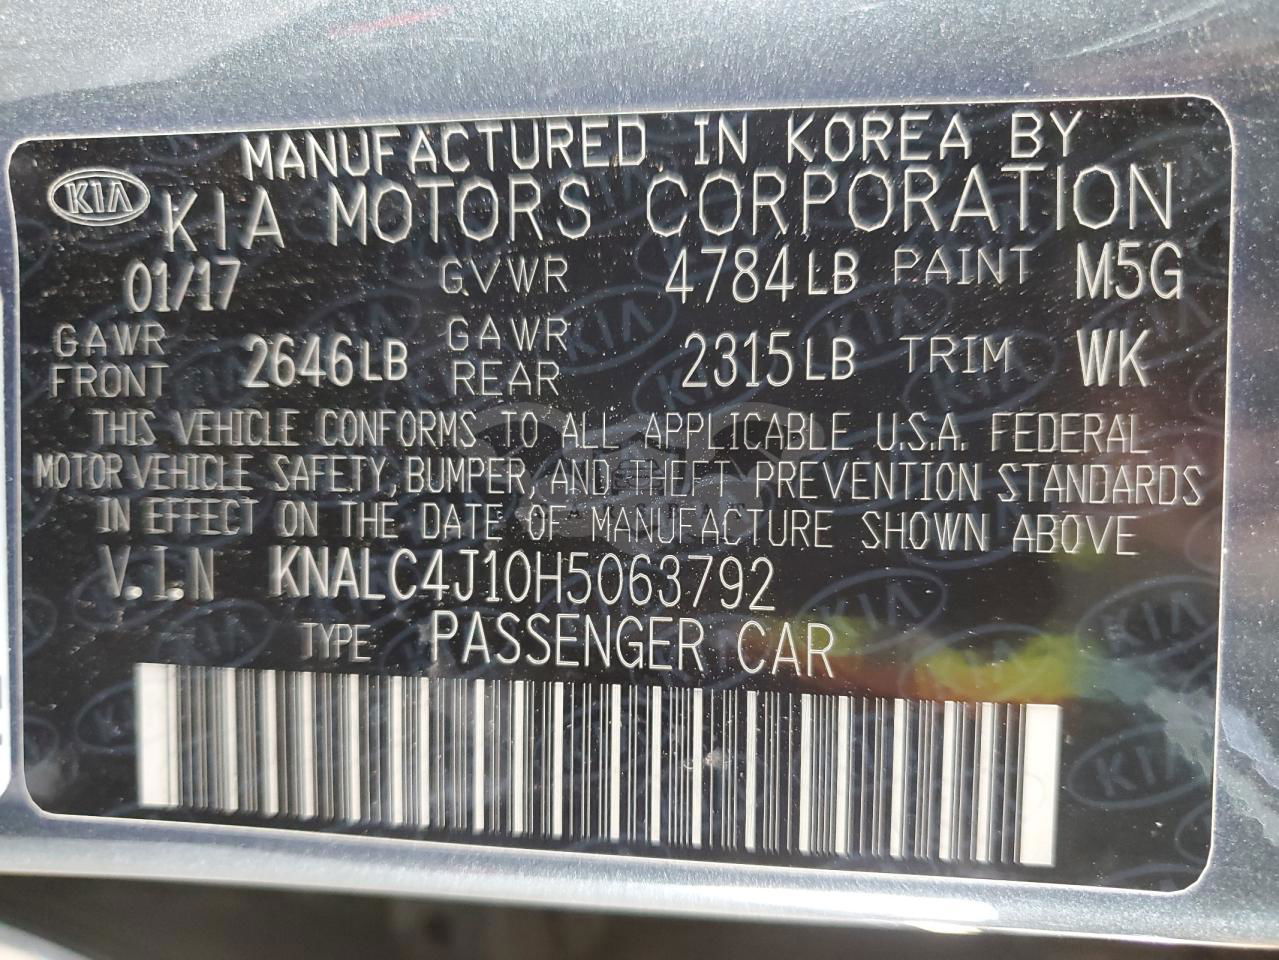 MANUFACTURED IN KOREA BY
KIA KIA MOTORS CORPORATION
01/17 GVWR 4784LB PAINT M5G
GAWR FRONT 2646LB GAWR REAR 2315LB TRIM WK
THIS VEHICLE CONFORMS TO ALL APPLICABLE U.S.A. FEDERAL
MOTOR VEHICLE SAFETY, BUMPER, AND THEFT PREVENTION STANDARDS
IN EFFECT ON THE DATE OF MANUFACTURE SHOWN ABOVE
V.I.N KNALC4J10H5063792
TYPE PASSENGER CAR